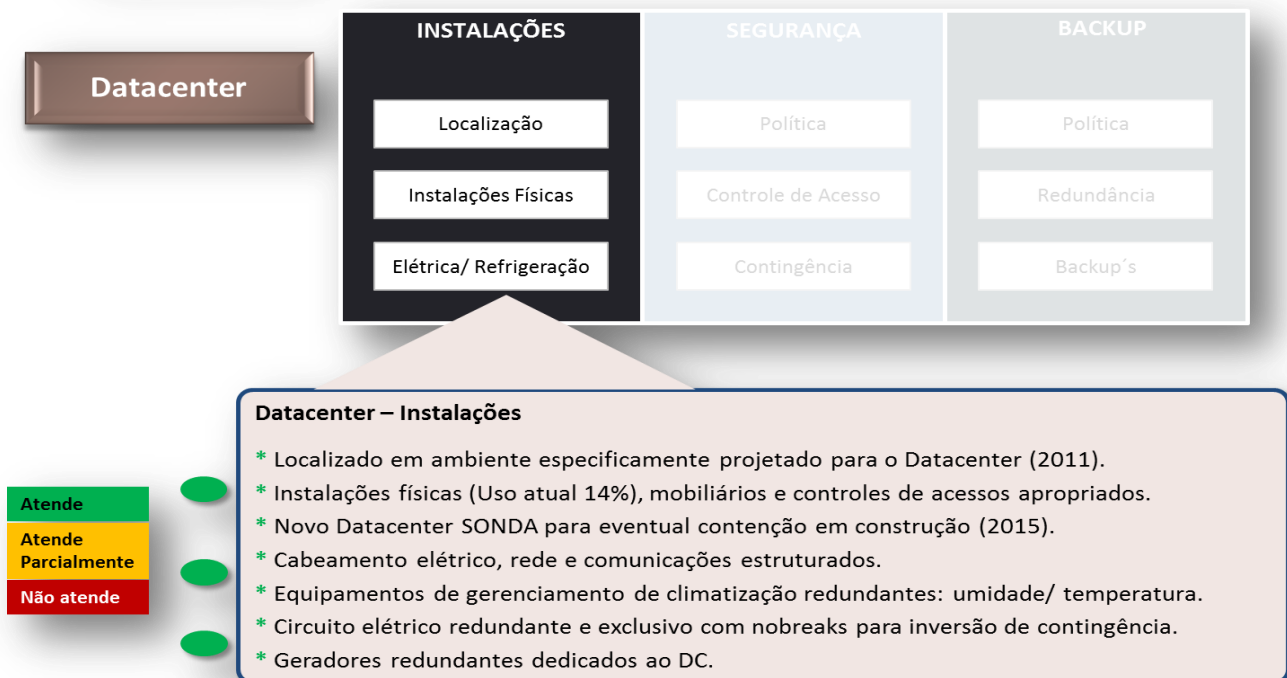 Datacenter
INSTALAÇÕES
Localização
Instalações Físicas
Elétrica/ Refrigeração
SEGURANÇA
Política
Controle de Acesso
Contingência
BACKUP
Política
Redundância
Backup´s
Datacenter – Instalações
* Localizado em ambiente especificamente projetado para o Datacenter (2011).
* Instalações físicas (Uso atual 14%), mobiliários e controles de acessos apropriados.
* Novo Datacenter SONDA para eventual contenção em construção (2015).
* Cabeamento elétrico, rede e comunicações estruturados.
* Equipamentos de gerenciamento de climatização redundantes: umidade/ temperatura.
* Circuito elétrico redundante e exclusivo com nobreaks para inversão de contingência.
* Geradores redundantes dedicados ao DC.
Atende
Atende
Parcialmente
Não atende